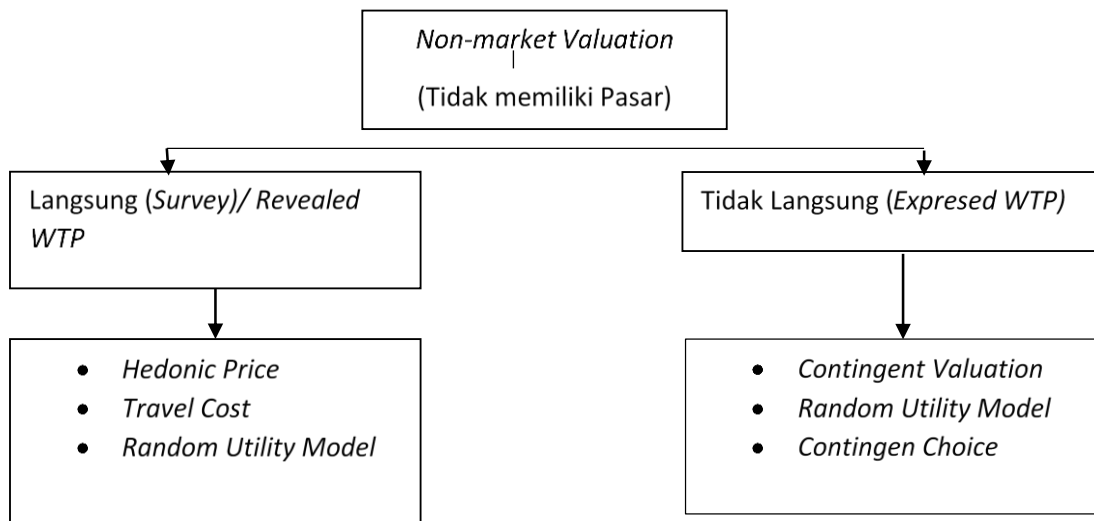 Non-market Valuation
(Tidak memiliki Pasar)
Langsung (Survey)/ Revealed
WTP
Tidak Langsung (Expresed WTP)
• Hedonic Price
• Travel Cost
• Random Utility Model
• Contingent Valuation
• Random Utility Model
• Contingen Choice